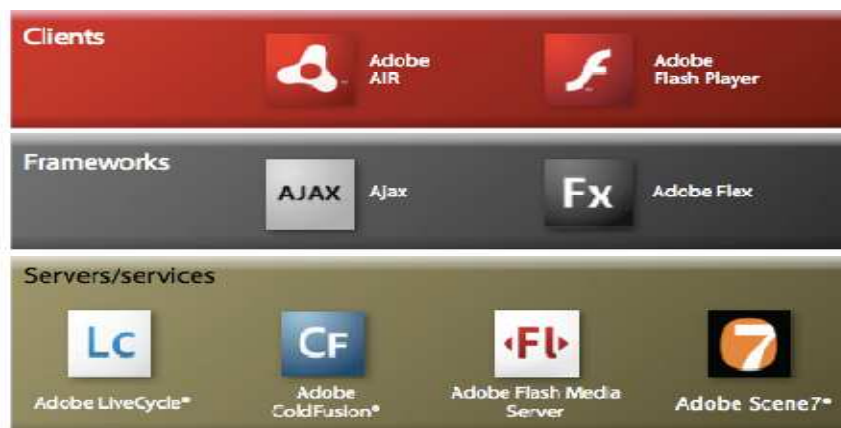 Clients
Adobe
AIR
Adobe
Flash Player
Frameworks
AJAX
Ajax
Fx
Adobe Flex
Servers/services
Lc
CF
‹Fl›
7
Adobe LiveCycle®
Adobe
ColdFusion®
Adobe Flash Media
Server
Adobe Scene7®